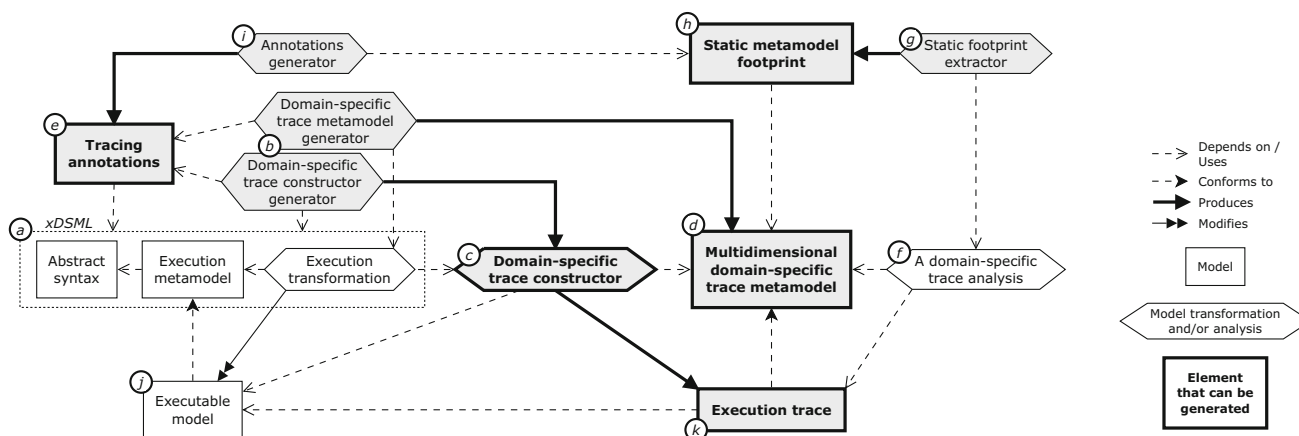 i
Annotations
generator
h
Static metamodel
footprint
g
Static footprint
extractor
e
Tracing
annotations
Domain-specific
trace metamodel
generator
b
Domain-specific
trace constructor
generator
a
xDSML
Abstract
syntax
Execution
metamodel
Execution
transformation
c
Domain-specific
trace constructor
d
Multidimensional
domain-specific
trace metamodel
f
A domain-specific
trace analysis
j
Executable
model
Execution trace
k
Depends on /
Uses
Conforms to
Produces
Modifies
Model
Model transformation
and/or analysis
Element
that can be
generated